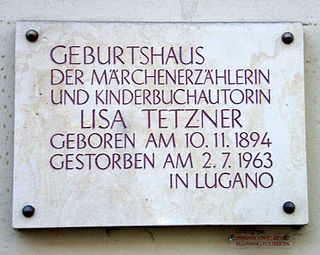 GEBURTSHAUS
DER MÄRCHENERZÄHLERIN
UND KINDERBUCHAUTORIN
LISA TETZNER
GEBOREN AM 10.11.1894
GESTORBEN AM 2.7.1963
IN LUGANO